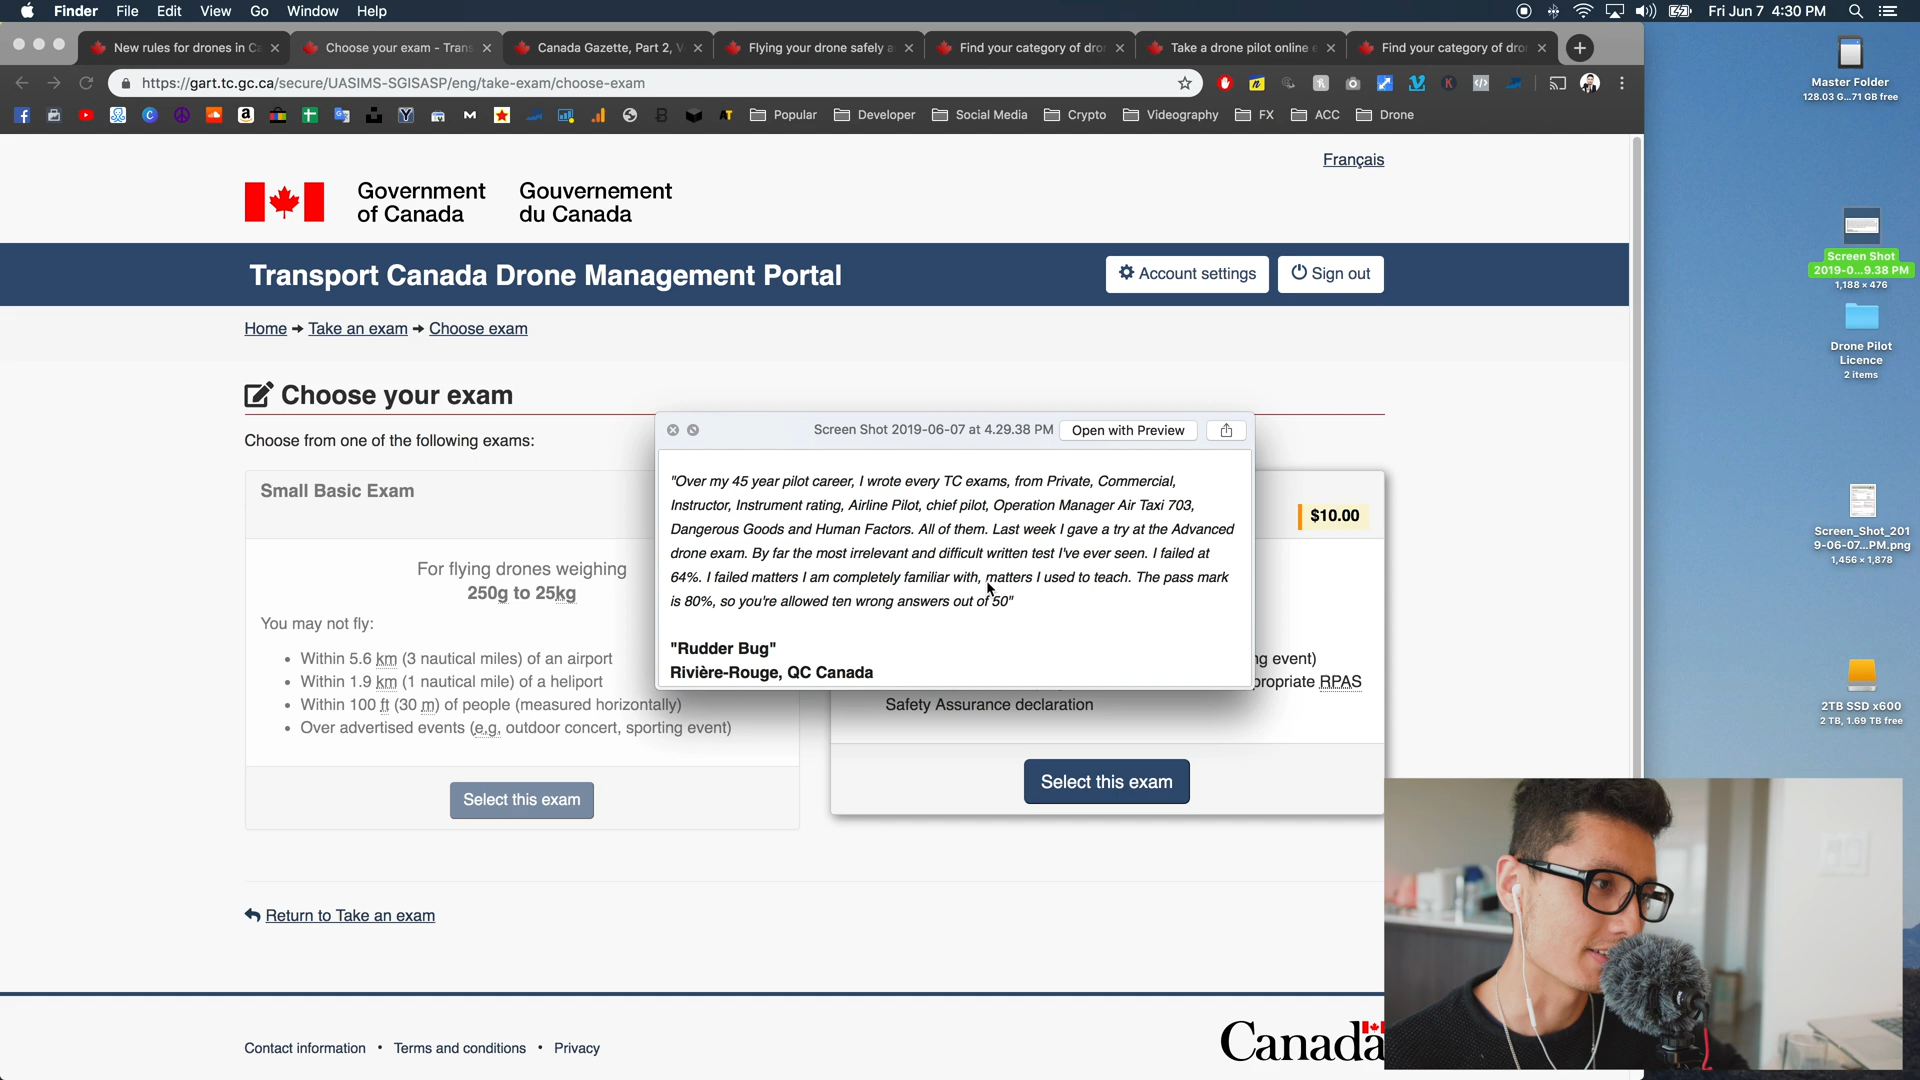 Finder File Edit View Go Window Help
Fri Jun 7 4:30 PM
New rules for drones in C
Choose your exam - Trans
Canada Gazette, Part 2, V
Flying your drone safely a
Find your category of dro
Take a drone pilot online e
Find your category of dro
https://gart.tc.gc.ca/secure/UASIMS-SGISASP/eng/take-exam/choose-exam
Popular Developer Social Media Crypto Videography FX ACC Drone
Français
Government of Canada
Gouvernement du Canada
Transport Canada Drone Management Portal
Account settings
Sign out
Home → Take an exam → Choose exam
Choose your exam
Choose from one of the following exams:
Small Basic Exam
For flying drones weighing
250g to 25kg
You may not fly:
• Within 5.6 km (3 nautical miles) of an airport
• Within 1.9 km (1 nautical mile) of a heliport
• Within 100 ft (30 m) of people (measured horizontally)
• Over advertised events (e.g. outdoor concert, sporting event)
Select this exam
Screen Shot 2019-06-07 at 4.29.38 PM
Open with Preview
"Over my 45 year pilot career, I wrote every TC exams, from Private, Commercial,
Instructor, Instrument rating, Airline Pilot, chief pilot, Operation Manager Air Taxi 703,
Dangerous Goods and Human Factors. All of them. Last week I gave a try at the Advanced
drone exam. By far the most irrelevant and difficult written test I've ever seen. I failed at
64%. I failed matters I am completely familiar with, matters I used to teach. The pass mark
is 80%, so you're allowed ten wrong answers out of 50"
"Rudder Bug"
Rivière-Rouge, QC Canada
$10.00
ng event)
propriate RPAS
Safety Assurance declaration
Select this exam
Return to Take an exam
Contact information • Terms and conditions • Privacy
Canada
Master Folder
128.03 G...71 GB free
Screen Shot
2019-0...9.38 PM
1,188 × 476
Drone Pilot
Licence
2 items
Screen_Shot_201
9-06-07...PM.png
1,456 × 1,878
2TB SSD x600
2 TB, 1.69 TB free